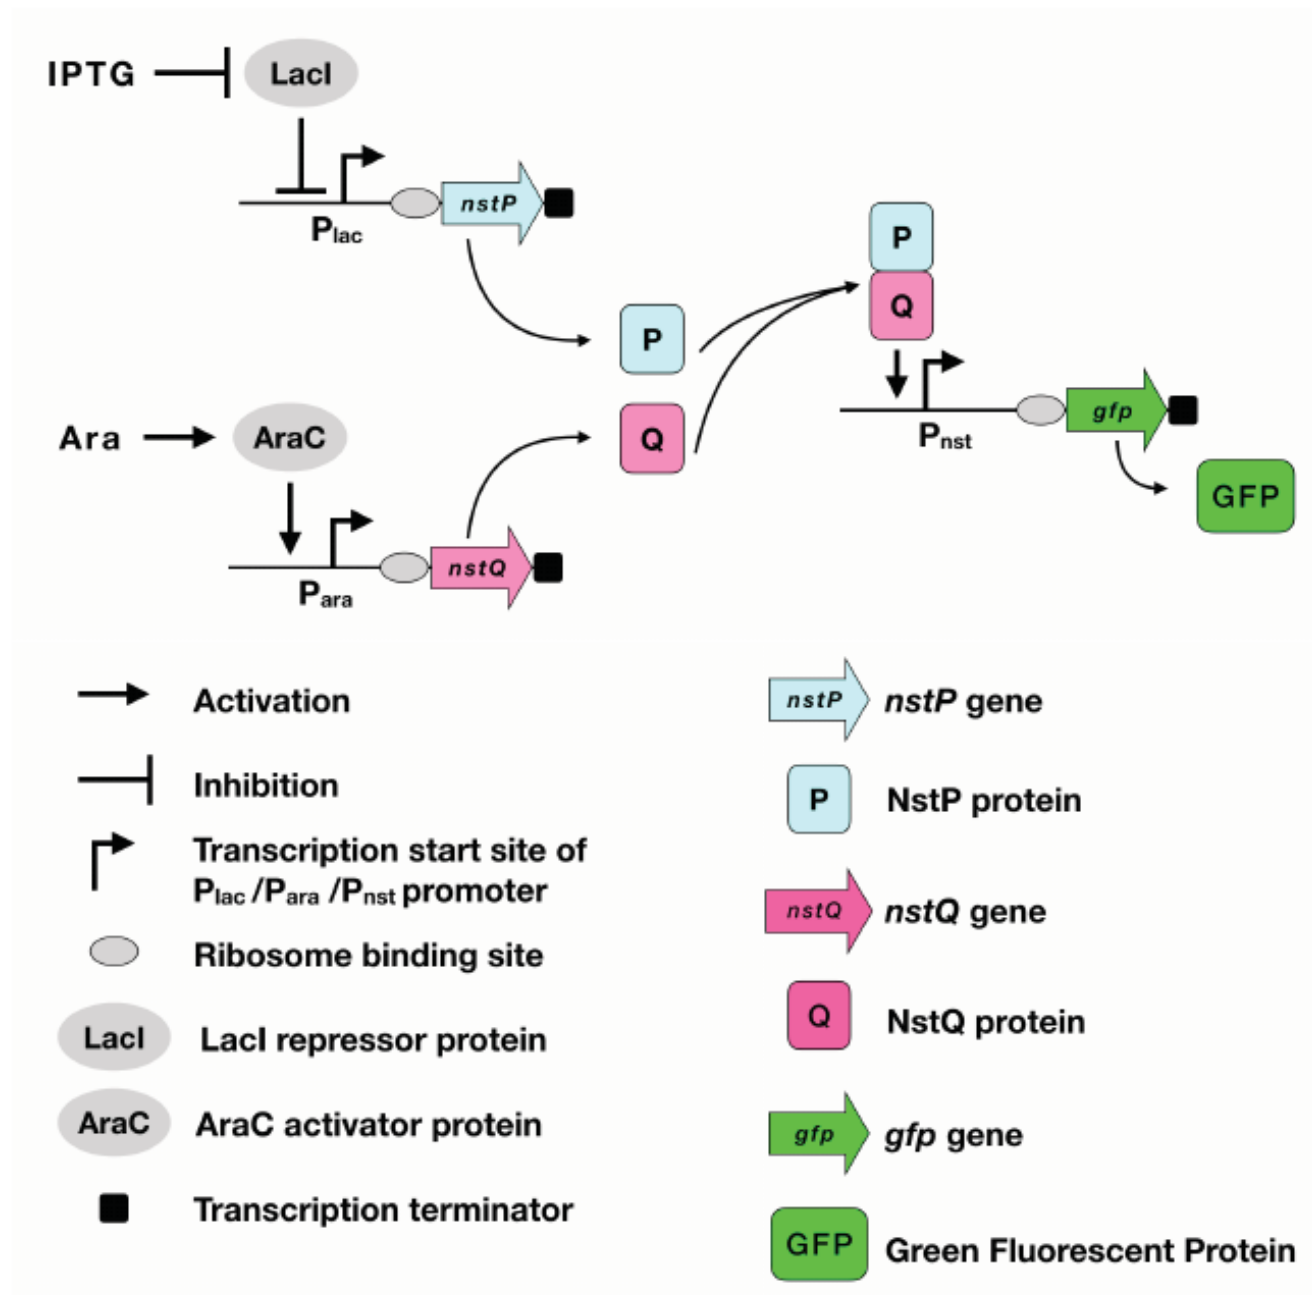 IPTG
LacI
nstP
Plac
P
Q
P
Q
gfp
Pnst
GFP
Ara
AraC
nstQ
Para
Activation
Inhibition
Transcription start site of
Plac /Para /Pnst promoter
Ribosome binding site
LacI LacI repressor protein
AraC AraC activator protein
Transcription terminator
nstP nstP gene
P NstP protein
nstQ nstQ gene
Q NstQ protein
gfp gfp gene
GFP Green Fluorescent Protein